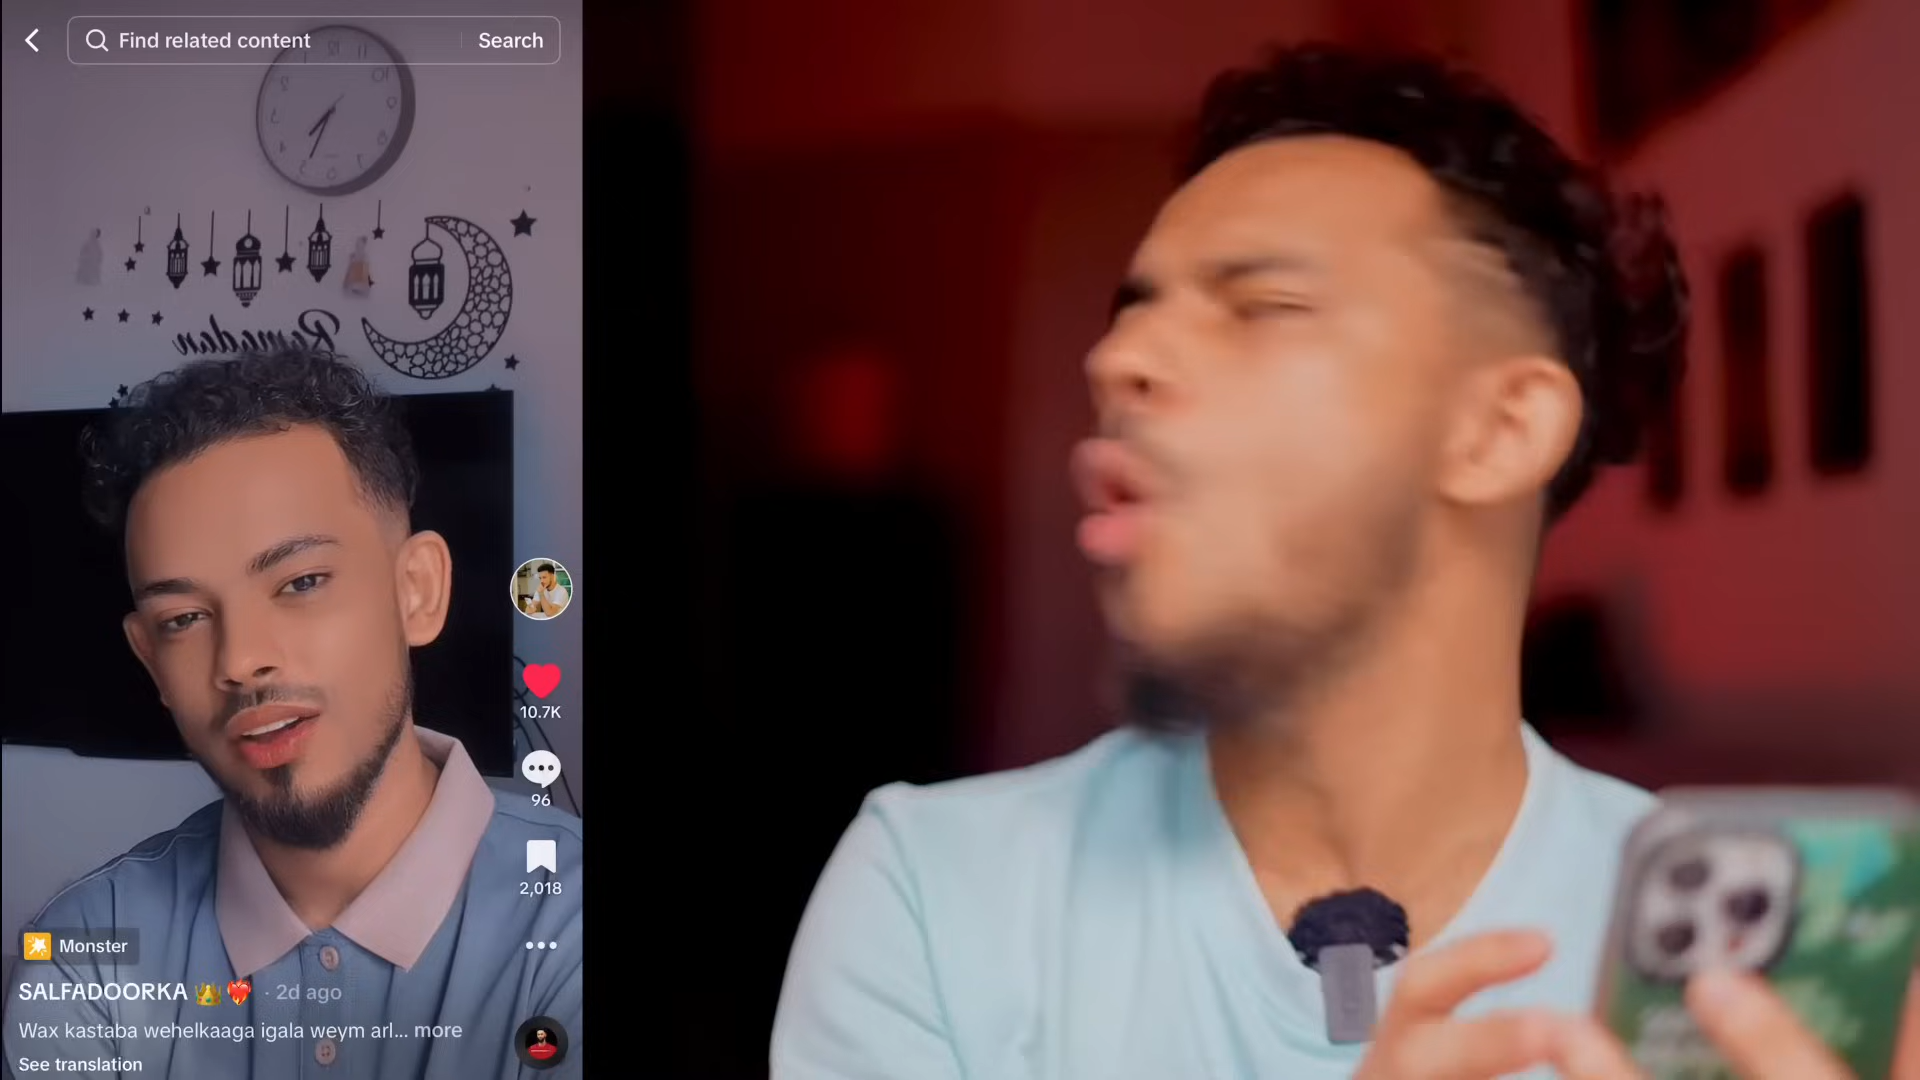 Find related content
Search
Ramadan
10.7K
96
2,018
Monster
SALFADOORKA 👑❤️‍🔥 · 2d ago
Wax kastaba wehelkaaga igala weym arl... more
See translation